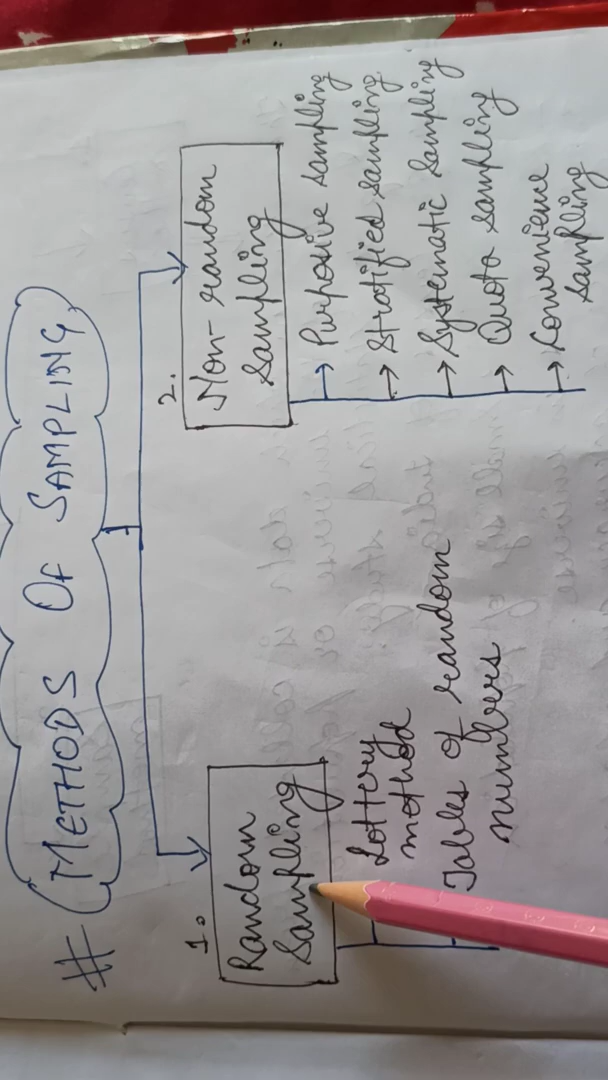 # METHODS OF SAMPLING
1.
Random
Sampling
Lottery
method
Tables of random
numbers
2.
Non-random
Sampling
→ Purposive sampling
→ Stratified sampling
→ Systematic sampling
→ Quota sampling
→ Convenience
sampling